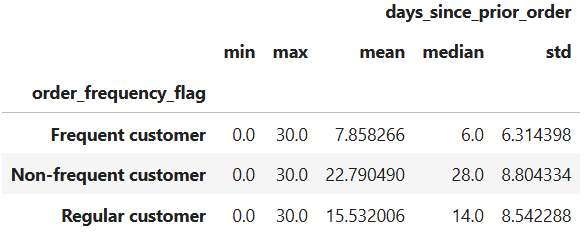 days_since_prior_order
min max mean median std
order_frequency_flag
Frequent customer 0.0 30.0 7.858266 6.0 6.314398
Non-frequent customer 0.0 30.0 22.790490 28.0 8.804334
Regular customer 0.0 30.0 15.532006 14.0 8.542288